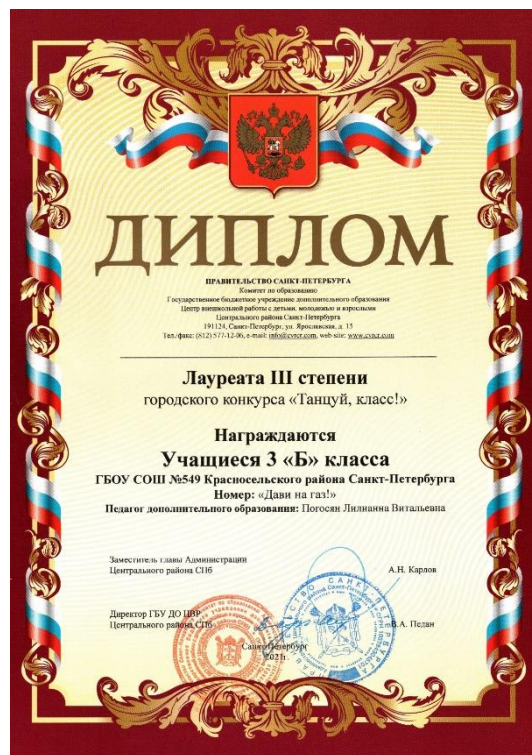 ДИПЛОМ
ПРАВИТЕЛЬСТВО САНКТ-ПЕТЕРБУРГА
Комитет по образованию
Государственное бюджетное учреждение дополнительного образования
Центр внешкольной работы с детьми, молодежью и взрослыми
Центрального района Санкт-Петербурга
191124, Санкт-Петербург, ул. Ярославская, д. 15
Тел./факс: (812) 577-12-06, e-mail: info@cvrcr.com, web-site: www.cvrcr.com
Лауреата III степени
городского конкурса «Танцуй, класс!»
Награждаются
Учащиеся 3 «Б» класса
ГБОУ СОШ №549 Красносельского района Санкт-Петербурга
Номер: «Дави на газ!»
Педагог дополнительного образования: Погосян Лилианна Витальевна
Заместитель главы Администрации
Центрального района СПб
А.Н. Карлов
Директор ГБУ ДО ЦВР
Центрального района СПб
В.А. Педан
Санкт-Петербург
2021г.